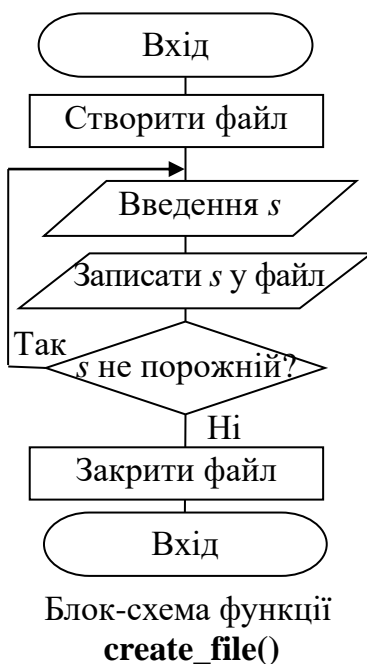 Вхід
Створити файл
Введення s
Записати s у файл
Так
s не порожній?
Ні
Закрити файл
Вхід
Блок-схема функції
create_file()